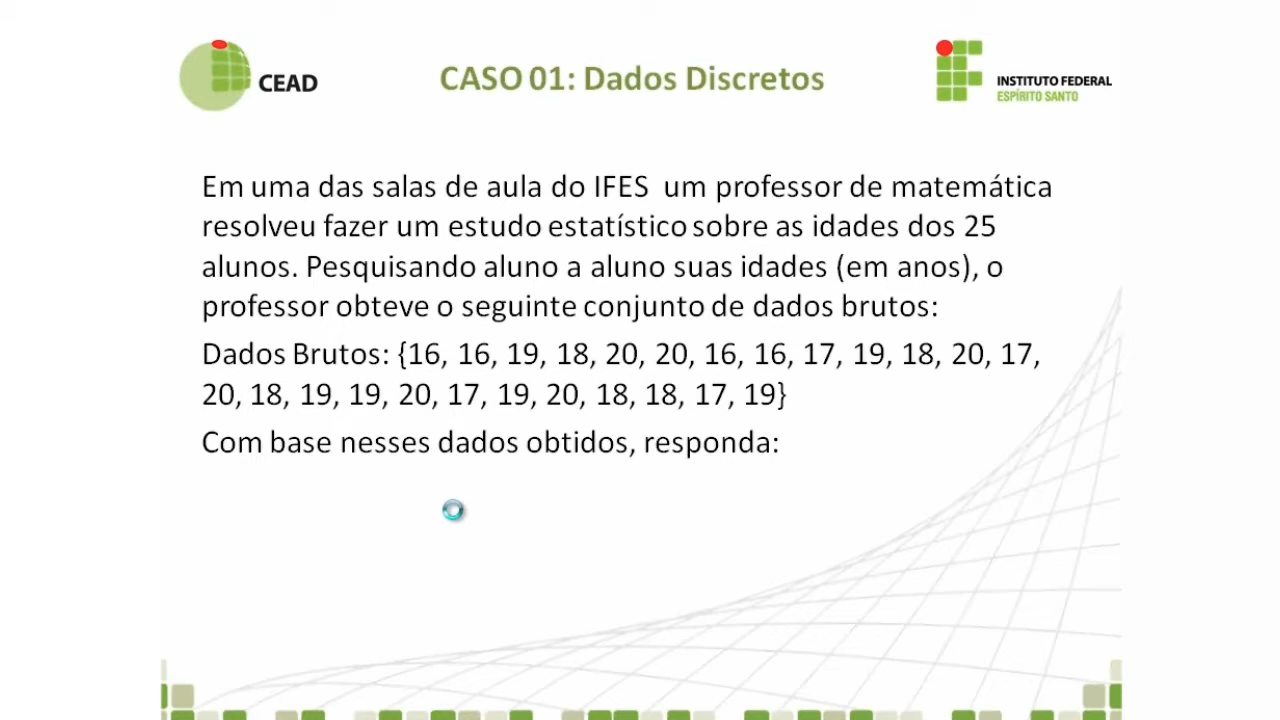 CEAD
CASO 01: Dados Discretos
INSTITUTO FEDERAL
ESPÍRITO SANTO
Em uma das salas de aula do IFES um professor de matemática
resolveu fazer um estudo estatístico sobre as idades dos 25
alunos. Pesquisando aluno a aluno suas idades (em anos), o
professor obteve o seguinte conjunto de dados brutos:
Dados Brutos: {16, 16, 19, 18, 20, 20, 16, 16, 17, 19, 18, 20, 17,
20, 18, 19, 19, 20, 17, 19, 20, 18, 18, 17, 19}
Com base nesses dados obtidos, responda: